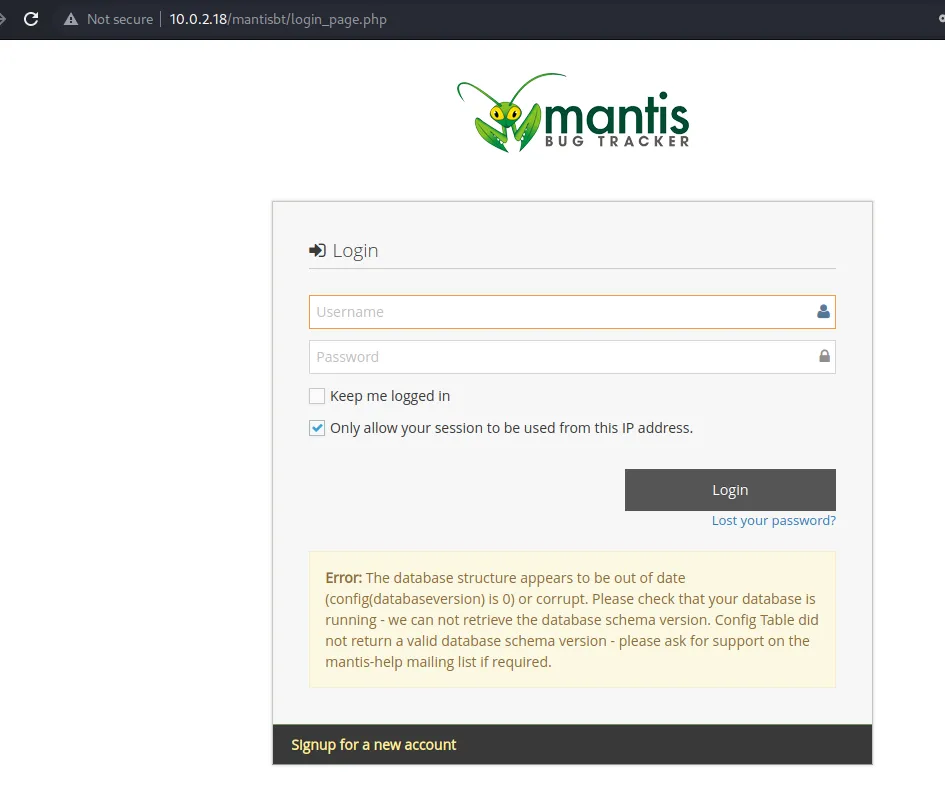 Not secure 10.0.2.18/mantisbt/login_page.php
mantis
BUG TRACKER
Login
Username
Password
Keep me logged in
Only allow your session to be used from this IP address.
Login
Lost your password?
Error: The database structure appears to be out of date
(config(databaseversion) is 0) or corrupt. Please check that your database is
running - we can not retrieve the database schema version. Config Table did
not return a valid database schema version - please ask for support on the
mantis-help mailing list if required.
Signup for a new account